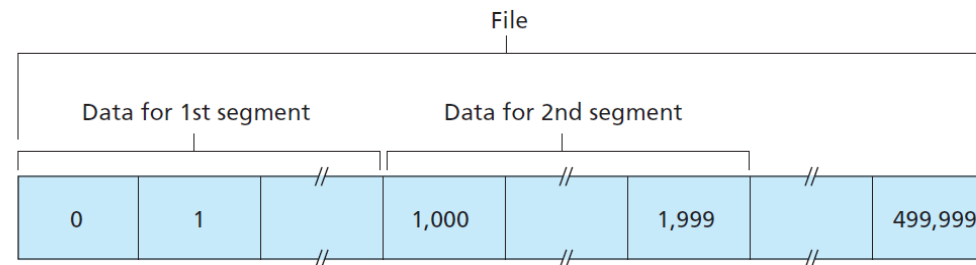 File
Data for 1st segment Data for 2nd segment
0 1 1,000 1,999 499,999